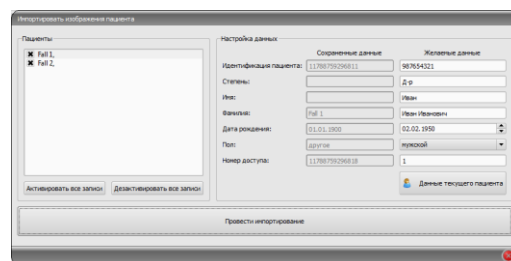 Импортировать изображения пациента
Пациенты
Fall 1,
Fall 2,
Активировать все записи
Дезактивировать все записи
Настройка данных
Сохраненные данные Желаемые данные
Идентификация пациента: 11788759296811 987654321
Степень: Д-р
Имя: Иван
Фамилия: Fall 1 Иван Иванович
Дата рождения: 01.01.1900 02.02.1950
Пол: другие мужской
Номер доступа: 11788759296818 1
Данные текущего пациента
Провести импортирование